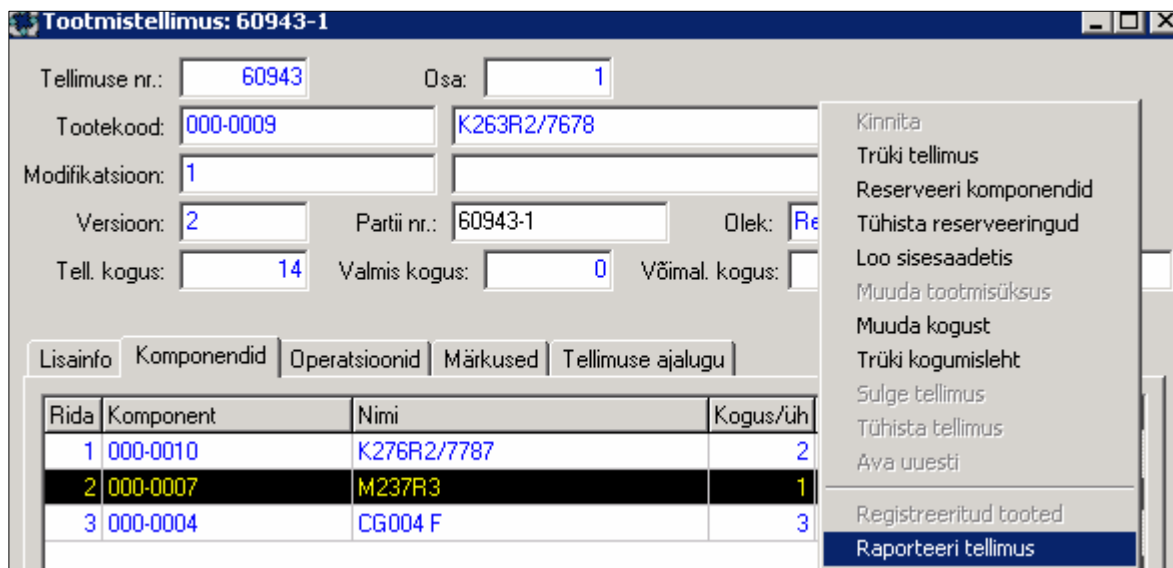 Tootmistellimus: 60943-1
Tellimuse nr.: 60943 Osa: 1
Tootekood: 000-0009 K263R2/7678
Modifikatsioon: 1
Versioon: 2 Partii nr.: 60943-1 Olek: Re
Tell. kogus: 14 Valmis kogus: 0 Võimal. kogus:
Lisainfo Komponendid Operatsioonid Märkused Tellimuse ajalugu
Rida Komponent Nimi Kogus/üh
1 000-0010 K276R2/7787 2
2 000-0007 M237R3 1
3 000-0004 CG004 F 3
Kinnita
Trüki tellimus
Reserveeri komponendid
Tühista reserveeringud
Loo sisesaadetis
Muuda tootmisüksus
Muuda kogust
Trüki kogumisleht
Sulge tellimus
Tühista tellimus
Ava uuesti
Registreeritud tooted
Raporteeri tellimus